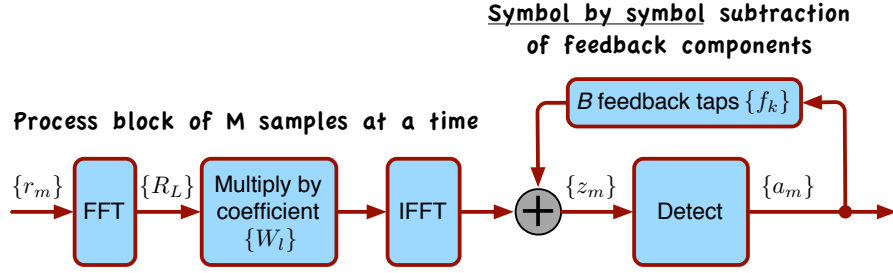 Symbol by symbol subtraction
of feedback components
B feedback taps {f_k}
Process block of M samples at a time
{r_m}
FFT
{R_L}
Multiply by
coefficient
{W_l}
IFFT
+
{z_m}
Detect
{a_m}